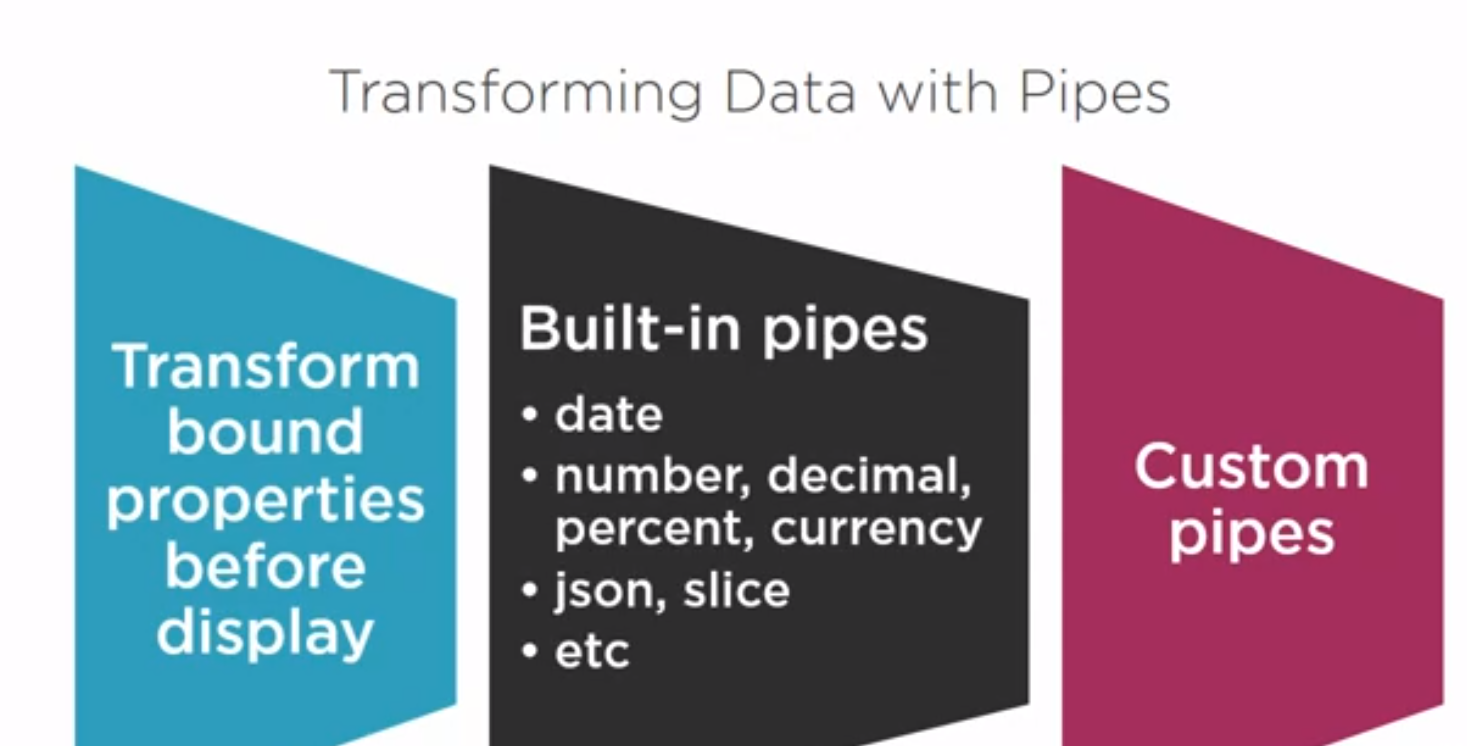 Transforming Data with Pipes
Transform
bound
properties
before
display
Built-in pipes
• date
• number, decimal,
percent, currency
• json, slice
• etc
Custom
pipes